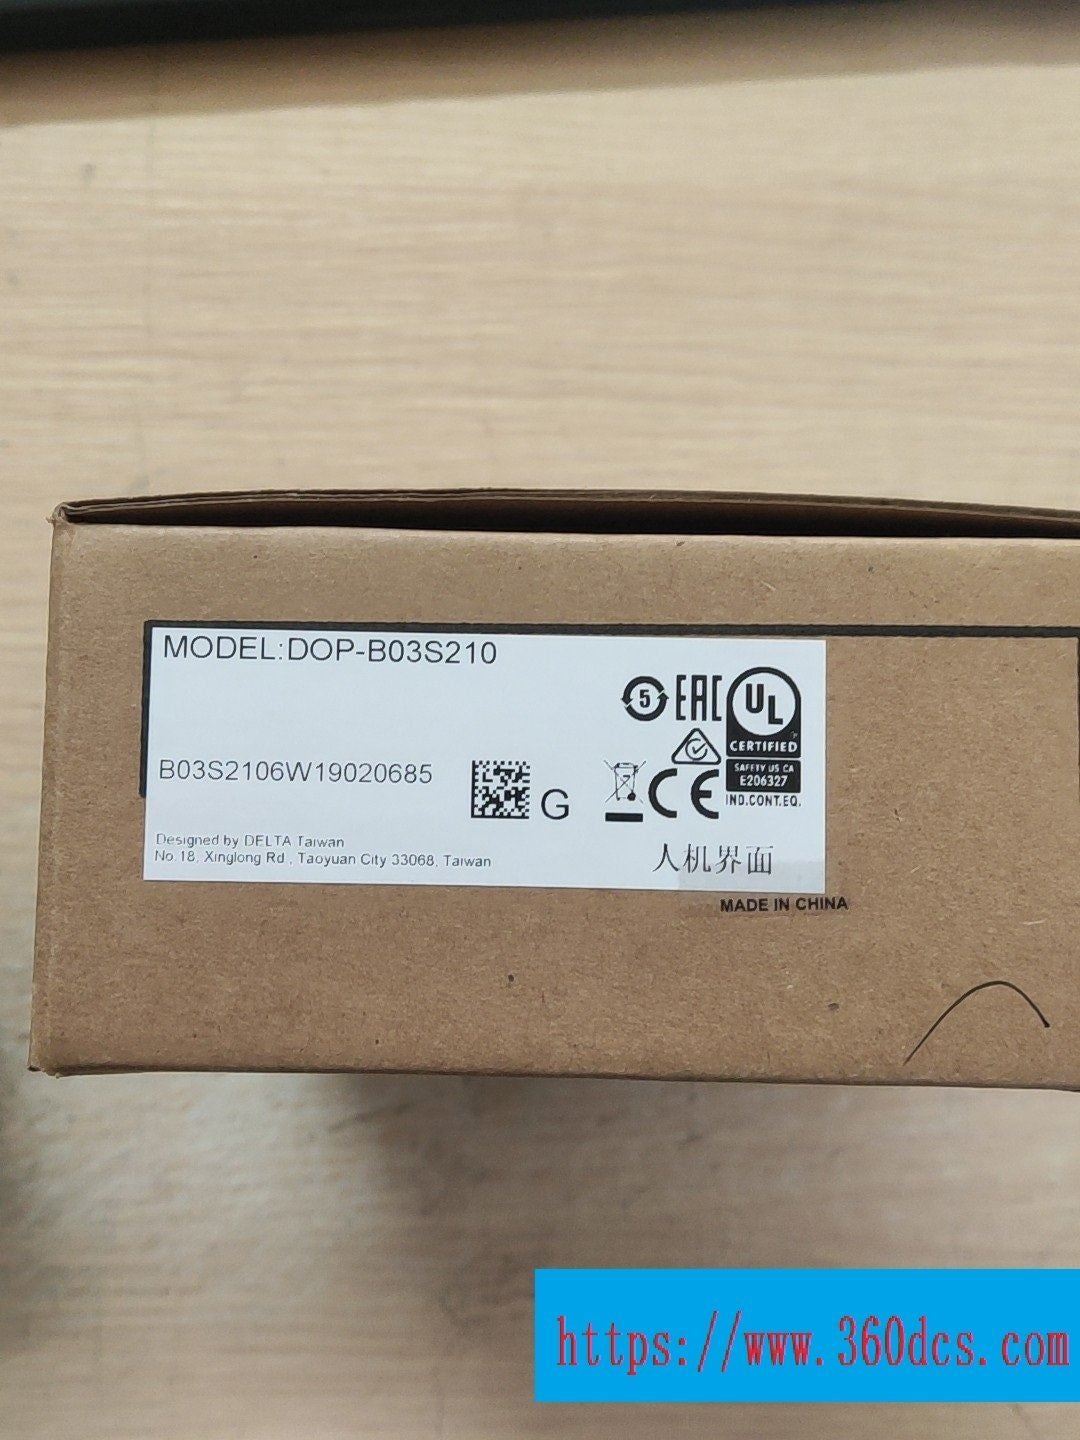 MODEL:DOP-B03S210
5 EAC UL
CERTIFIED
SAFETY US CA
E206327
IND.CONT.EQ.
B03S2106W19020685
G
CE
Designed by DELTA Taiwan
No.18, Xinglong Rd., Taoyuan City 33068, Taiwan
人机界面
MADE IN CHINA
https://www.360dcs.com